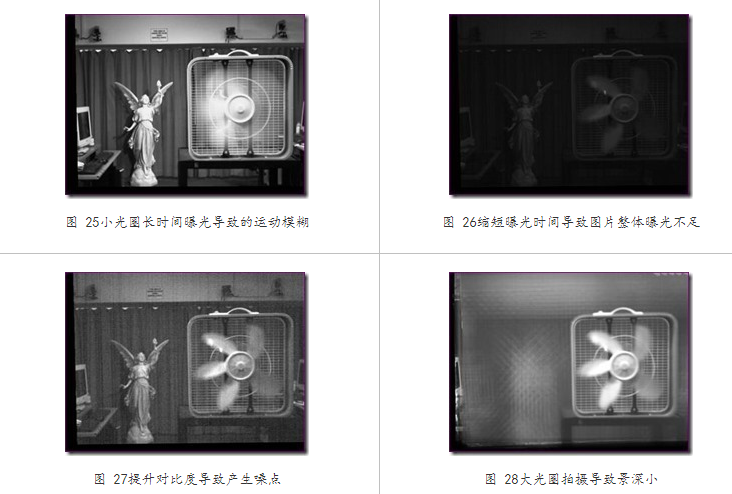 图 25小光圈长时间曝光导致的运动模糊
图 26缩短曝光时间导致图片整体曝光不足
图 27提升对比度导致产生噪点
图 28大光圈拍摄导致景深小